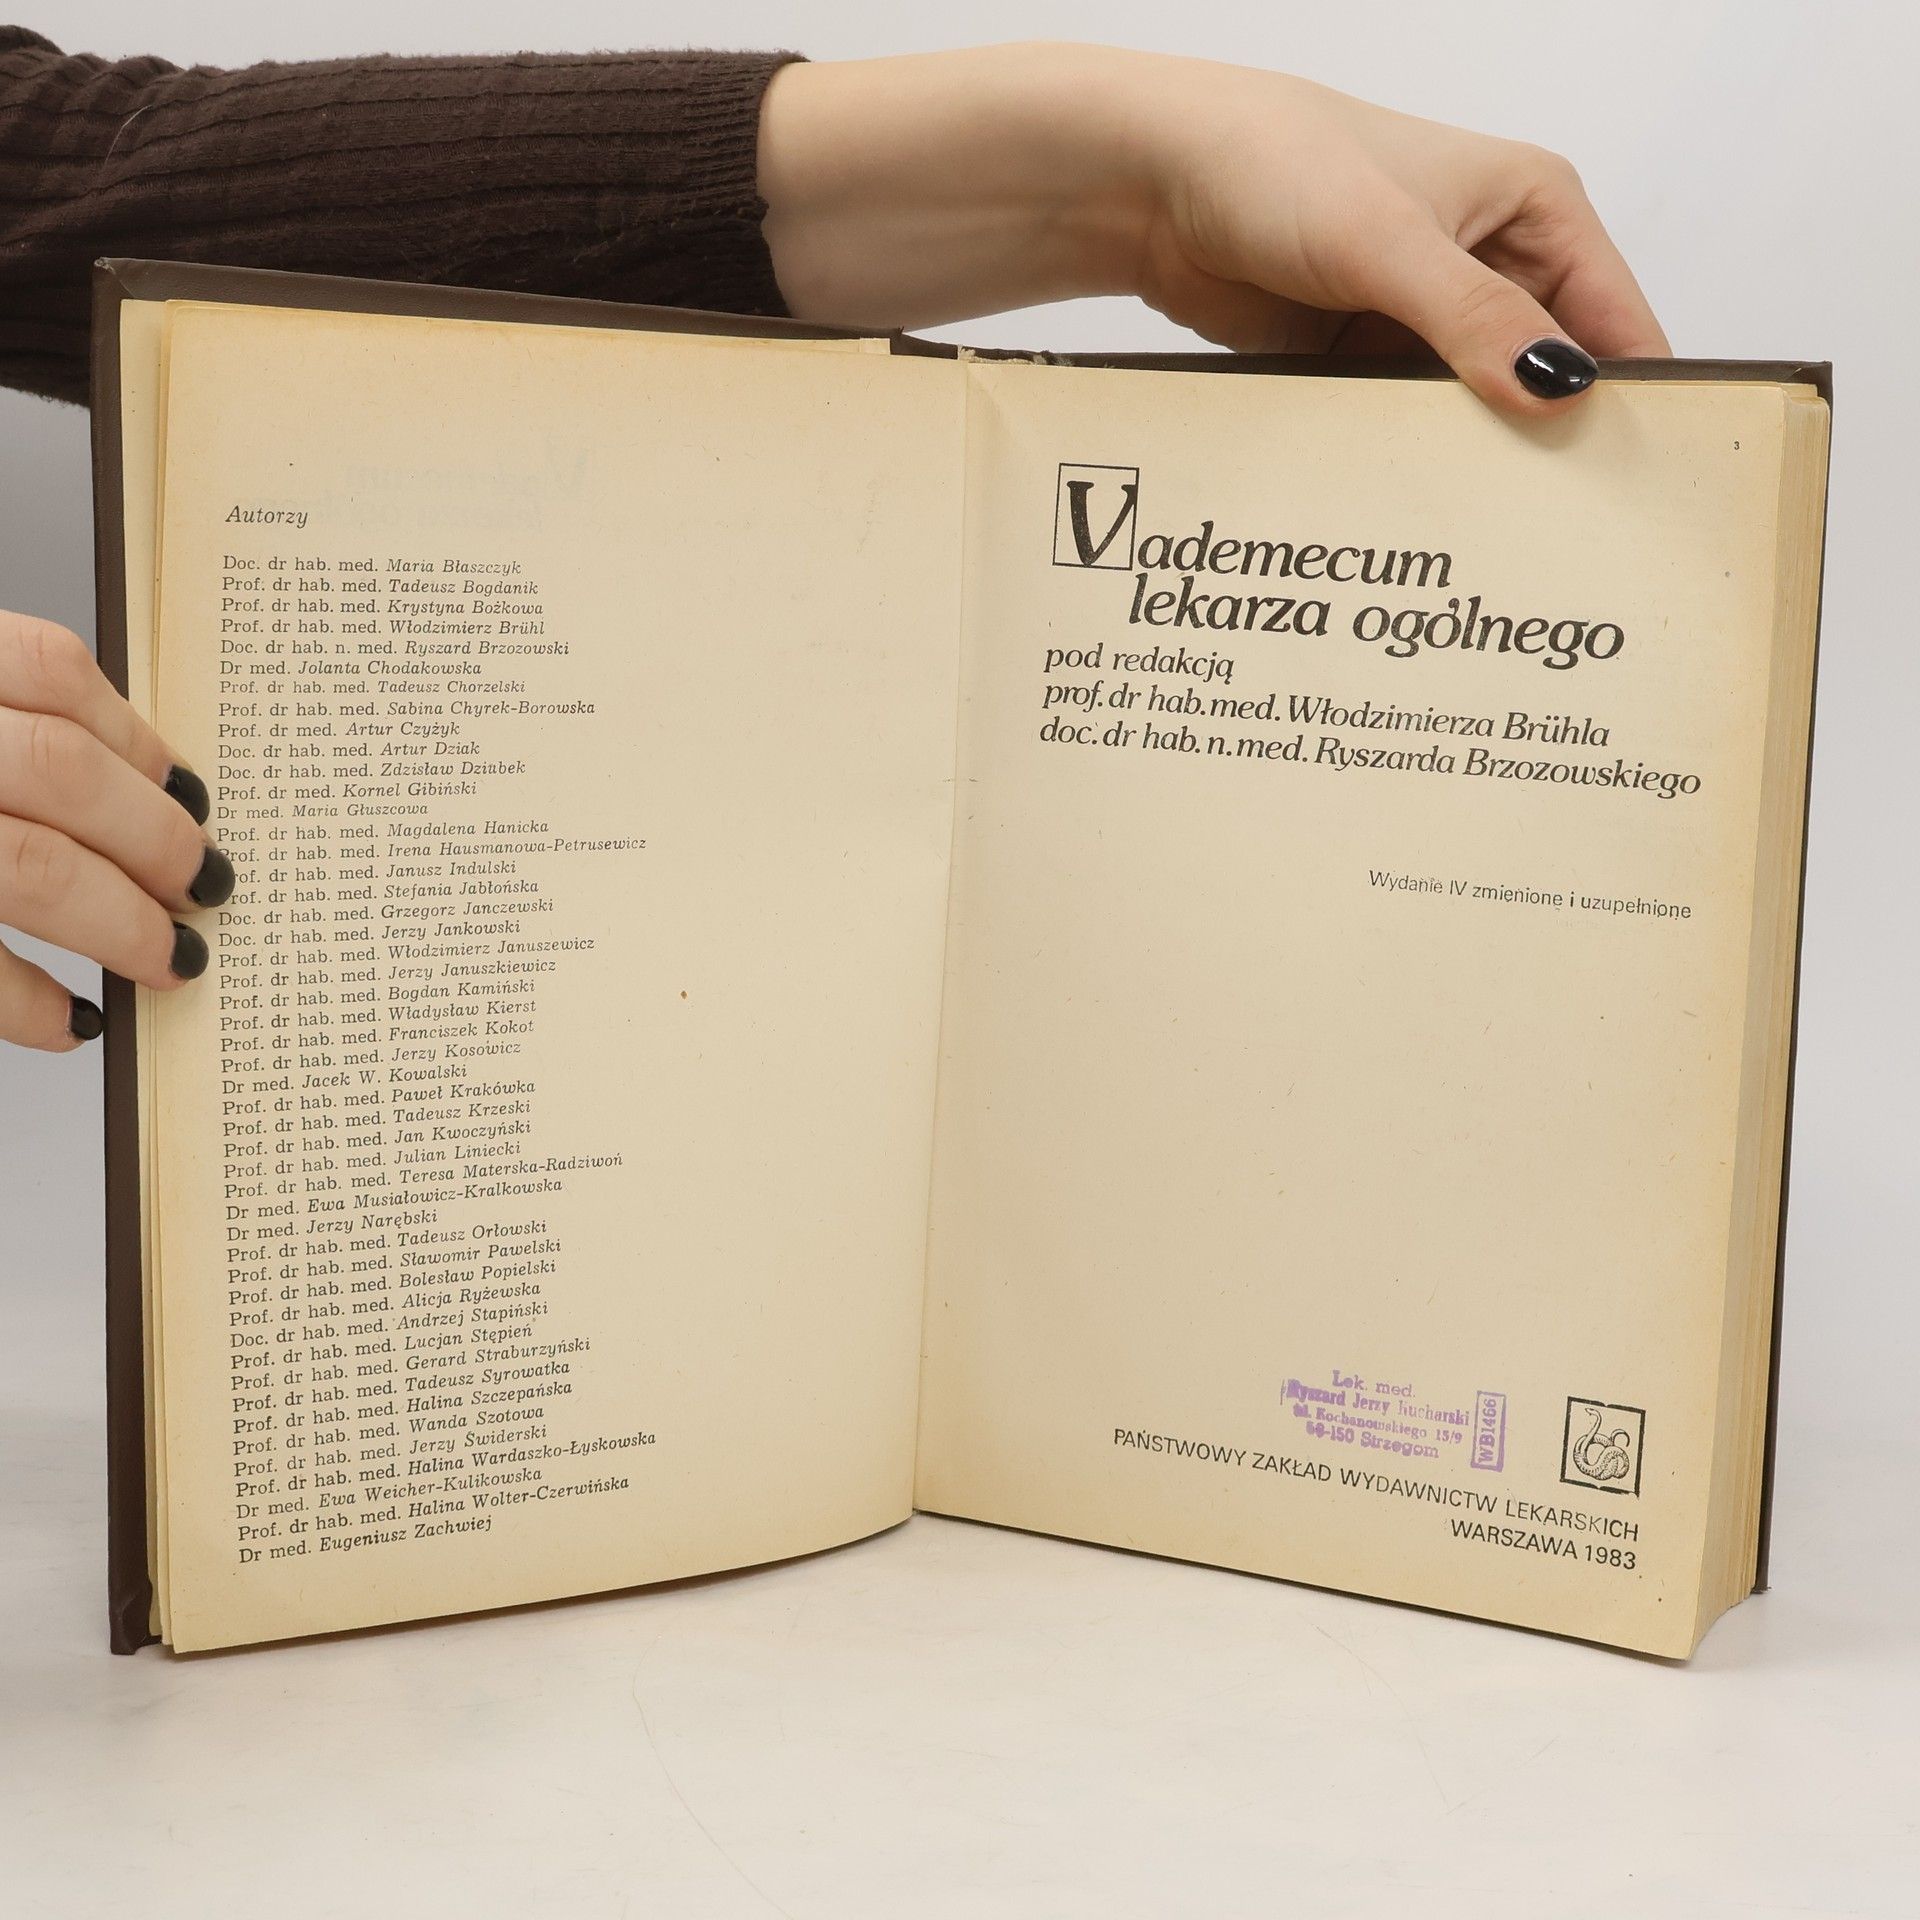 Autorzy
Doc. dr hab. med. Maria Błaszczyk
Prof. dr hab. med. Tadeusz Bogdanik
Prof. dr hab. med. Krystyna Bożkowa
Prof. dr hab. med. Włodzimierz Brühl
Doc. dr hab. n. med. Ryszard Brzozowski
Dr med. Jolanta Chodakowska
Prof. dr hab. med. Tadeusz Chorzelski
Prof. dr hab. med. Sabina Chyrek-Borowska
Prof. dr med. Artur Czyżyk
Doc. dr hab. med. Artur Dziak
Doc. dr hab. med. Zdzisław Dziubek
Prof. dr med. Kornel Gibiński
Dr med. Maria Głuszcowa
Prof. dr hab. med. Magdalena Hanicka
Prof. dr hab. med. Irena Hausmanowa-Petrusewicz
Prof. dr hab. med. Janusz Indulski
Prof. dr hab. med. Stefania Jabłońska
Doc. dr hab. med. Grzegorz Janczewski
Doc. dr hab. med. Jerzy Jankowski
Prof. dr hab. med. Włodzimierz Januszewicz
Prof. dr hab. med. Jerzy Januszkiewicz
Prof. dr hab. med. Bogdan Kamiński
Prof. dr hab. med. Władysław Kierst
Prof. dr hab. med. Franciszek Kokot
Prof. dr hab. med. Jerzy Kosowicz
Dr med. Jacek W. Kowalski
Prof. dr hab. med. Paweł Krakówka
Prof. dr hab. med. Tadeusz Krzeski
Prof. dr hab. med. Jan Kwoczyński
Prof. dr hab. med. Julian Liniecki
Prof. dr hab. med. Teresa Materska-Radziwoń
Dr med. Ewa Musiałowicz-Kralkowska
Dr med. Jerzy Narębski
Prof. dr hab. med. Tadeusz Orłowski
Prof. dr hab. med. Sławomir Pawelski
Prof. dr hab. med. Bolesław Popielski
Prof. dr hab. med. Alicja Ryżewska
Doc. dr hab. med. Andrzej Stapiński
Prof. dr hab. med. Lucjan Stępień
Prof. dr hab. med. Gerard Straburzyński
Prof. dr hab. med. Tadeusz Syrowatka
Prof. dr hab. med. Halina Szczepańska
Prof. dr hab. med. Wanda Szotowa
Prof. dr hab. med. Jerzy Świderski
Prof. dr hab. med. Halina Wardaszko-Łyskowska
Dr med. Ewa Weicher-Kulikowska
Prof. dr hab. med. Halina Wolter-Czerwińska
Dr med. Eugeniusz Zachwiej
3
Vademecum
lekarza ogólnego
pod redakcją
prof. dr hab. med. Włodzimierza Brühla
doc. dr hab. n. med. Ryszarda Brzozowskiego
Wydanie IV zmienione i uzupełnione
Lek. med.
Ryszard Jerzy Kucharski
ul. Kochanowskiego 15/9
58-150 Strzegom
WB1466
PAŃSTWOWY ZAKŁAD WYDAWNICTW LEKARSKICH
WARSZAWA 1983